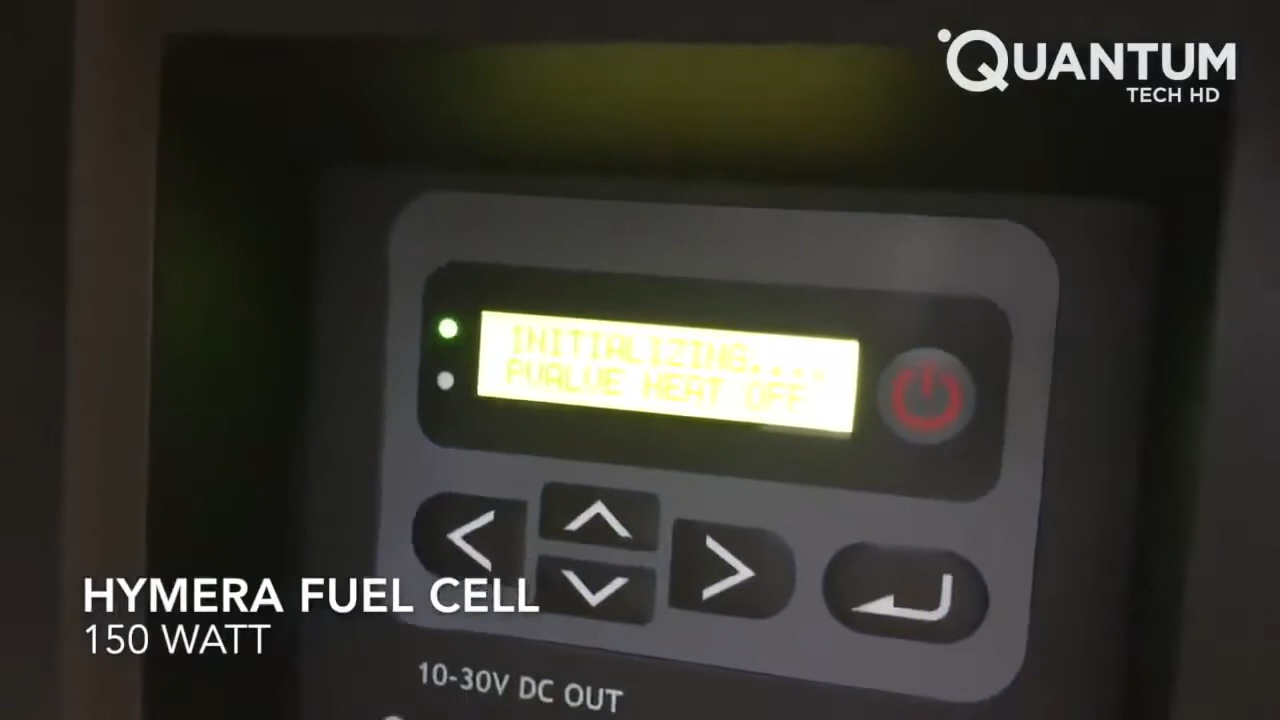 QUANTUM
TECH HD
INITIALIZING....
PVALVE HEAT OFF
HYMERA FUEL CELL
150 WATT
10-30V DC OUT